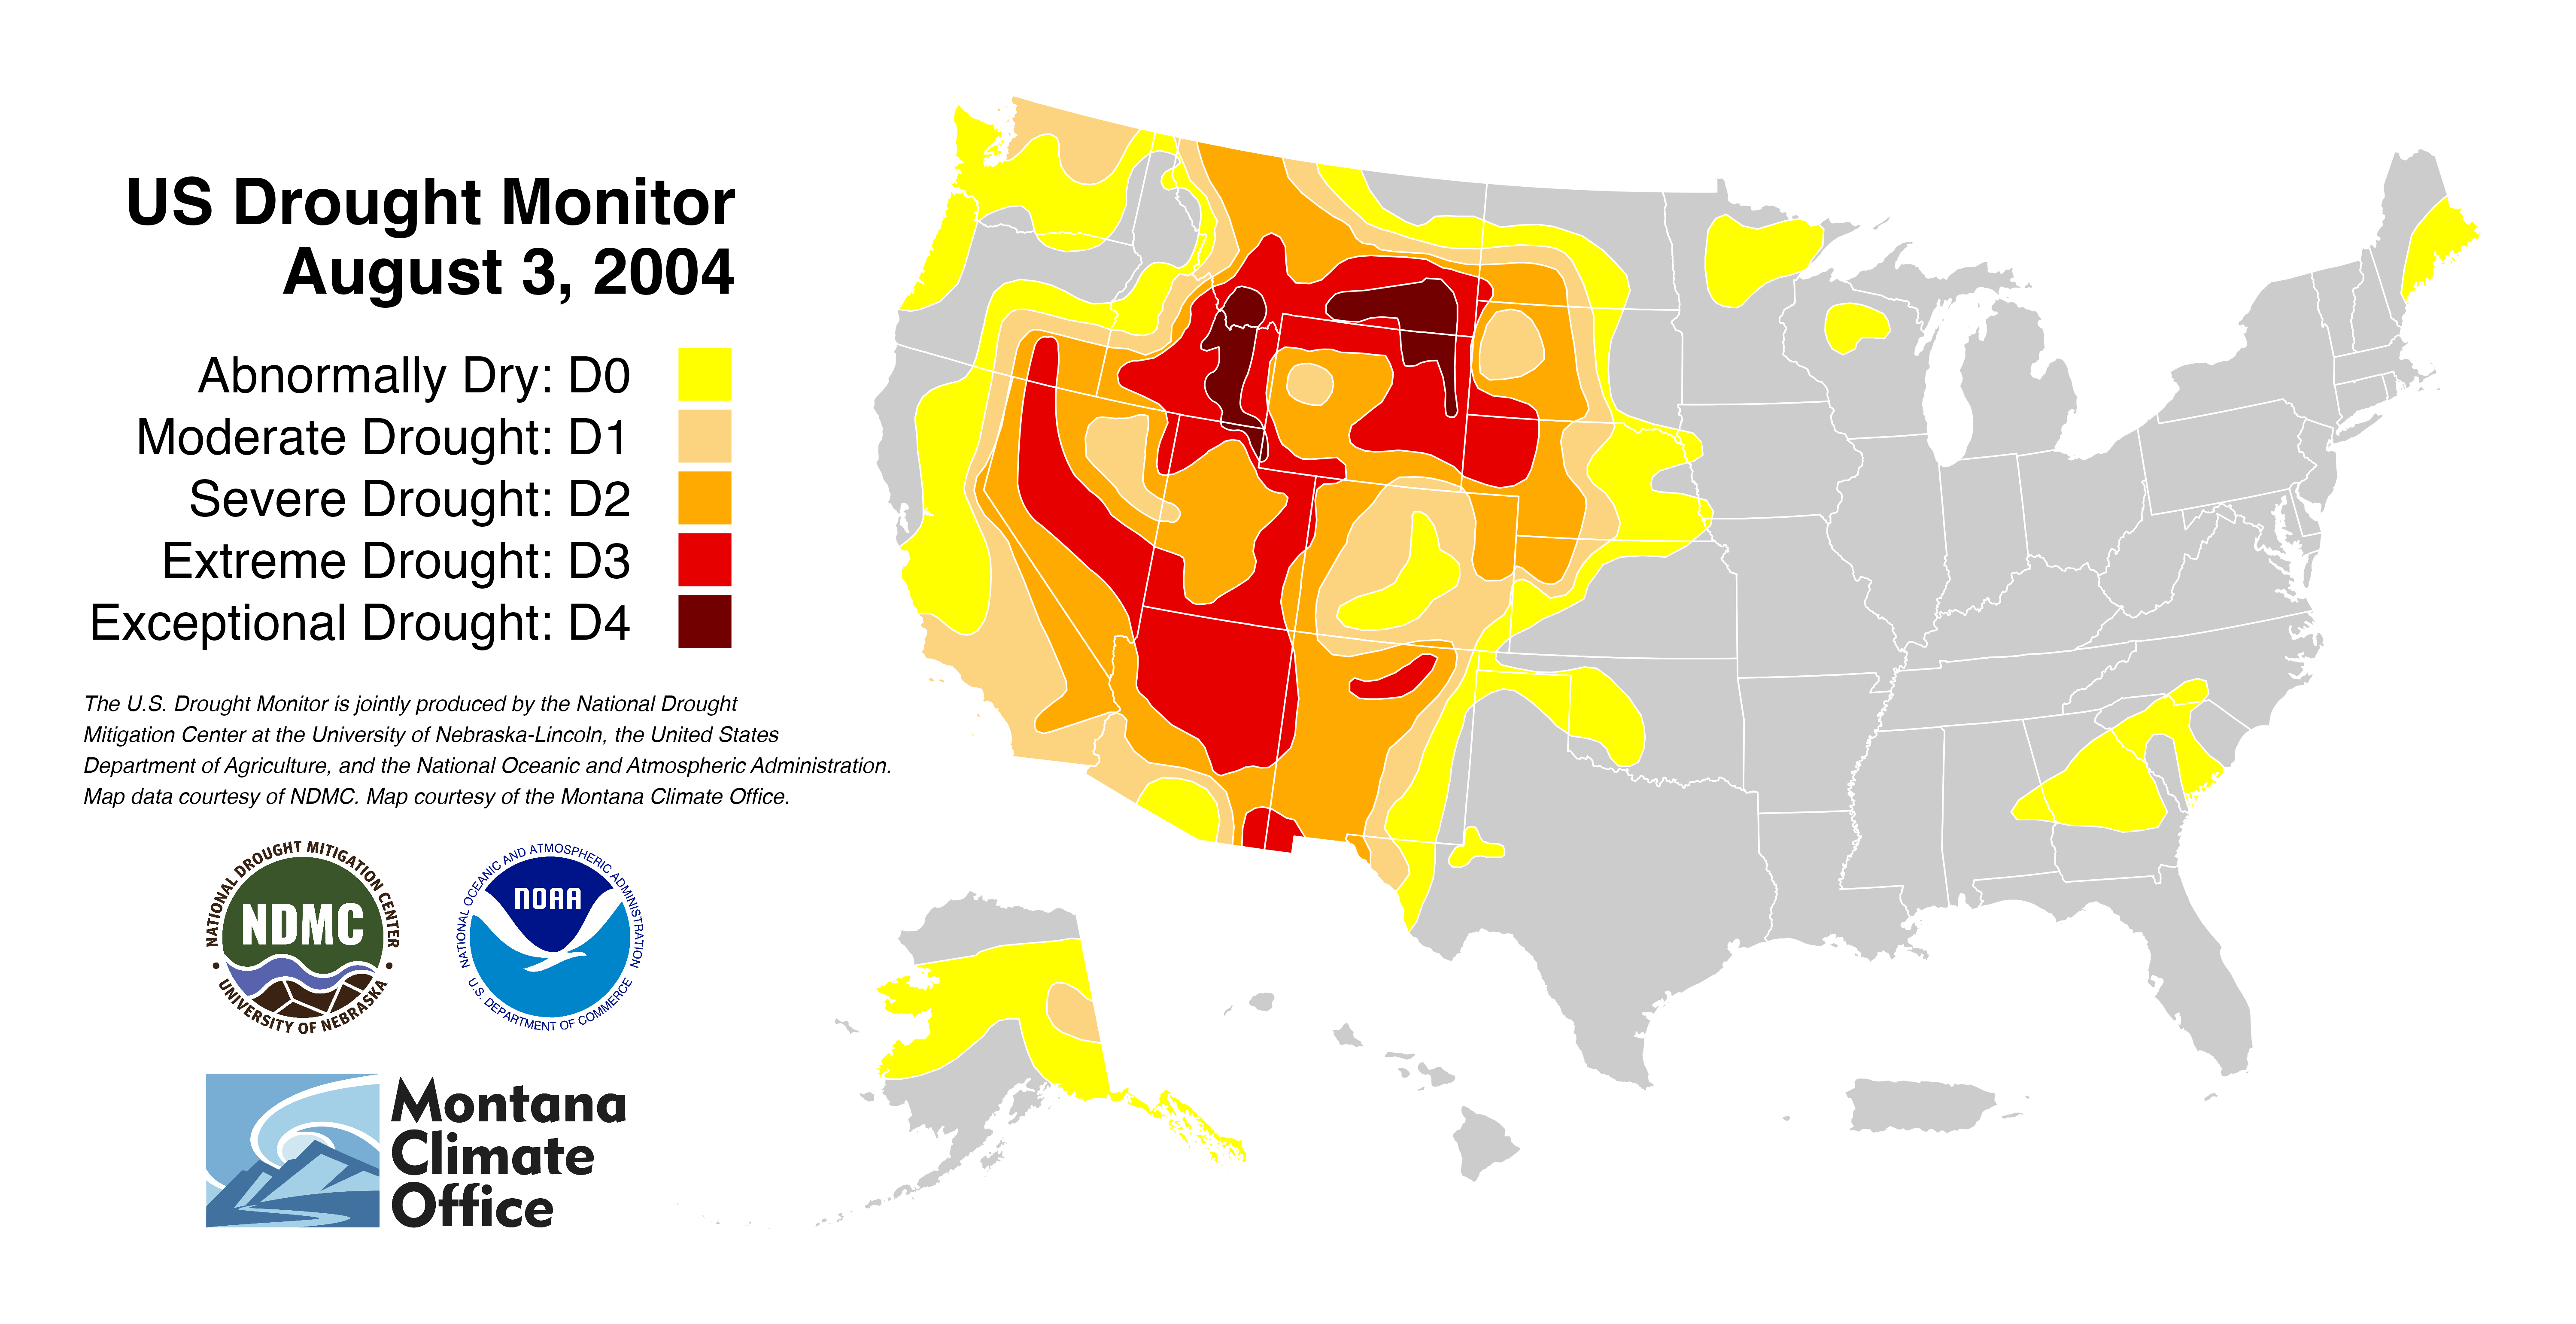 US Drought Monitor
August 3, 2004
Abnormally Dry: D0
Moderate Drought: D1
Severe Drought: D2
Extreme Drought: D3
Exceptional Drought: D4
The U.S. Drought Monitor is jointly produced by the National Drought
Mitigation Center at the University of Nebraska-Lincoln, the United States
Department of Agriculture, and the National Oceanic and Atmospheric Administration.
Map data courtesy of NDMC. Map courtesy of the Montana Climate Office.
NATIONAL DROUGHT MITIGATION CENTER
NDMC
• UNIVERSITY OF NEBRASKA •
NATIONAL OCEANIC AND ATMOSPHERIC ADMINISTRATION
NOAA
U.S. DEPARTMENT OF COMMERCE
Montana
Climate
Office